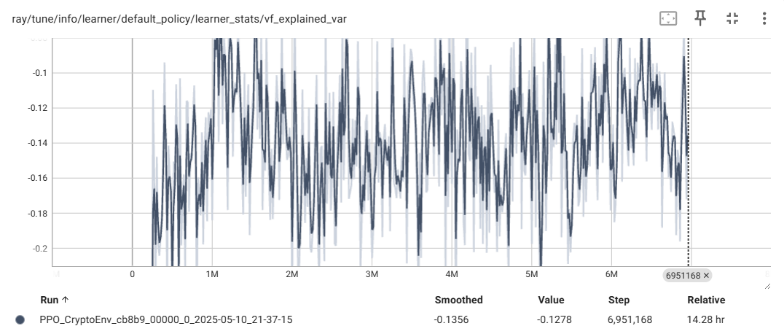 ray/tune/info/learner/default_policy/learner_stats/vf_explained_var
-0.1
-0.12
-0.14
-0.16
-0.18
-0.2
0 1M 2M 3M 4M 5M 6M 6951168 ×
Run ↑ Smoothed Value Step Relative
PPO_CryptoEnv_cb8b9_00000_0_2025-05-10_21-37-15 -0.1356 -0.1278 6,951,168 14.28 hr